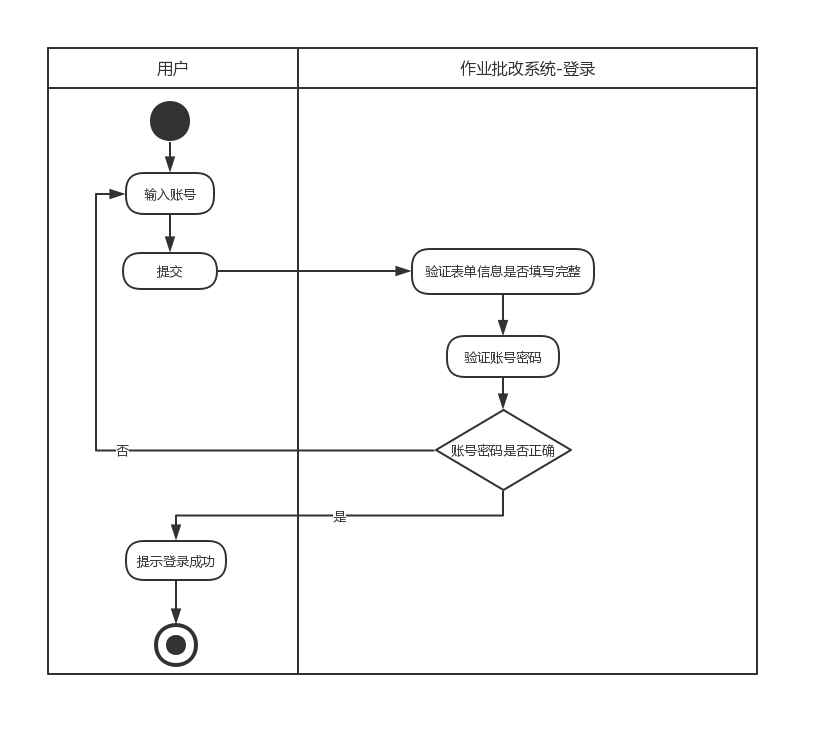 用户
作业批改系统-登录
输入账号
提交
验证表单信息是否填写完整
验证账号密码
账号密码是否正确
否
是
提示登录成功